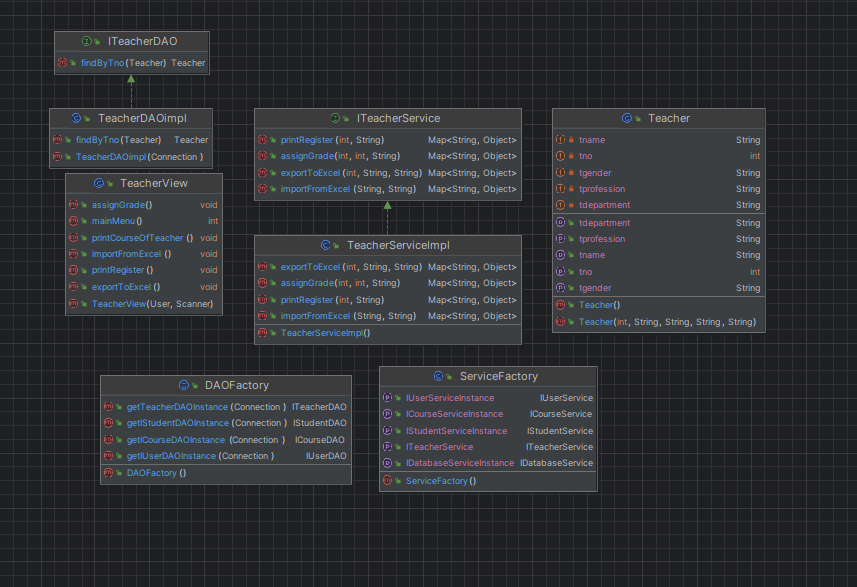 ITeacherDAO
findByTno(Teacher) Teacher
TeacherDAOimpl
findByTno(Teacher) Teacher
TeacherDAOimpl(Connection )
TeacherView
assignGrade() void
mainMenu() int
printCourseOfTeacher () void
importFromExcel () void
printRegister () void
exportToExcel () void
TeacherView(User, Scanner)
ITeacherService
printRegister (int, String) Map<String, Object>
assignGrade(int, int, String) Map<String, Object>
exportToExcel (int, String, String) Map<String, Object>
importFromExcel (String, String) Map<String, Object>
TeacherServiceImpl
exportToExcel (int, String, String) Map<String, Object>
assignGrade(int, int, String) Map<String, Object>
printRegister (int, String) Map<String, Object>
importFromExcel (String, String) Map<String, Object>
TeacherServiceImpl()
Teacher
tname String
tno int
tgender String
tprofession String
tdepartment String
tdepartment String
tprofession String
tname String
tno int
tgender String
Teacher()
Teacher(int, String, String, String, String)
DAOFactory
getTeacherDAOInstance (Connection ) ITeacherDAO
getIStudentDAOInstance (Connection ) IStudentDAO
getICourseDAOInstance (Connection ) ICourseDAO
getIUserDAOInstance (Connection ) IUserDAO
DAOFactory ()
ServiceFactory
IUserServiceInstance IUserService
ICourseServiceInstance ICourseService
IStudentServiceInstance IStudentService
ITeacherService ITeacherService
IDatabaseServiceInstance IDatabaseService
ServiceFactory()